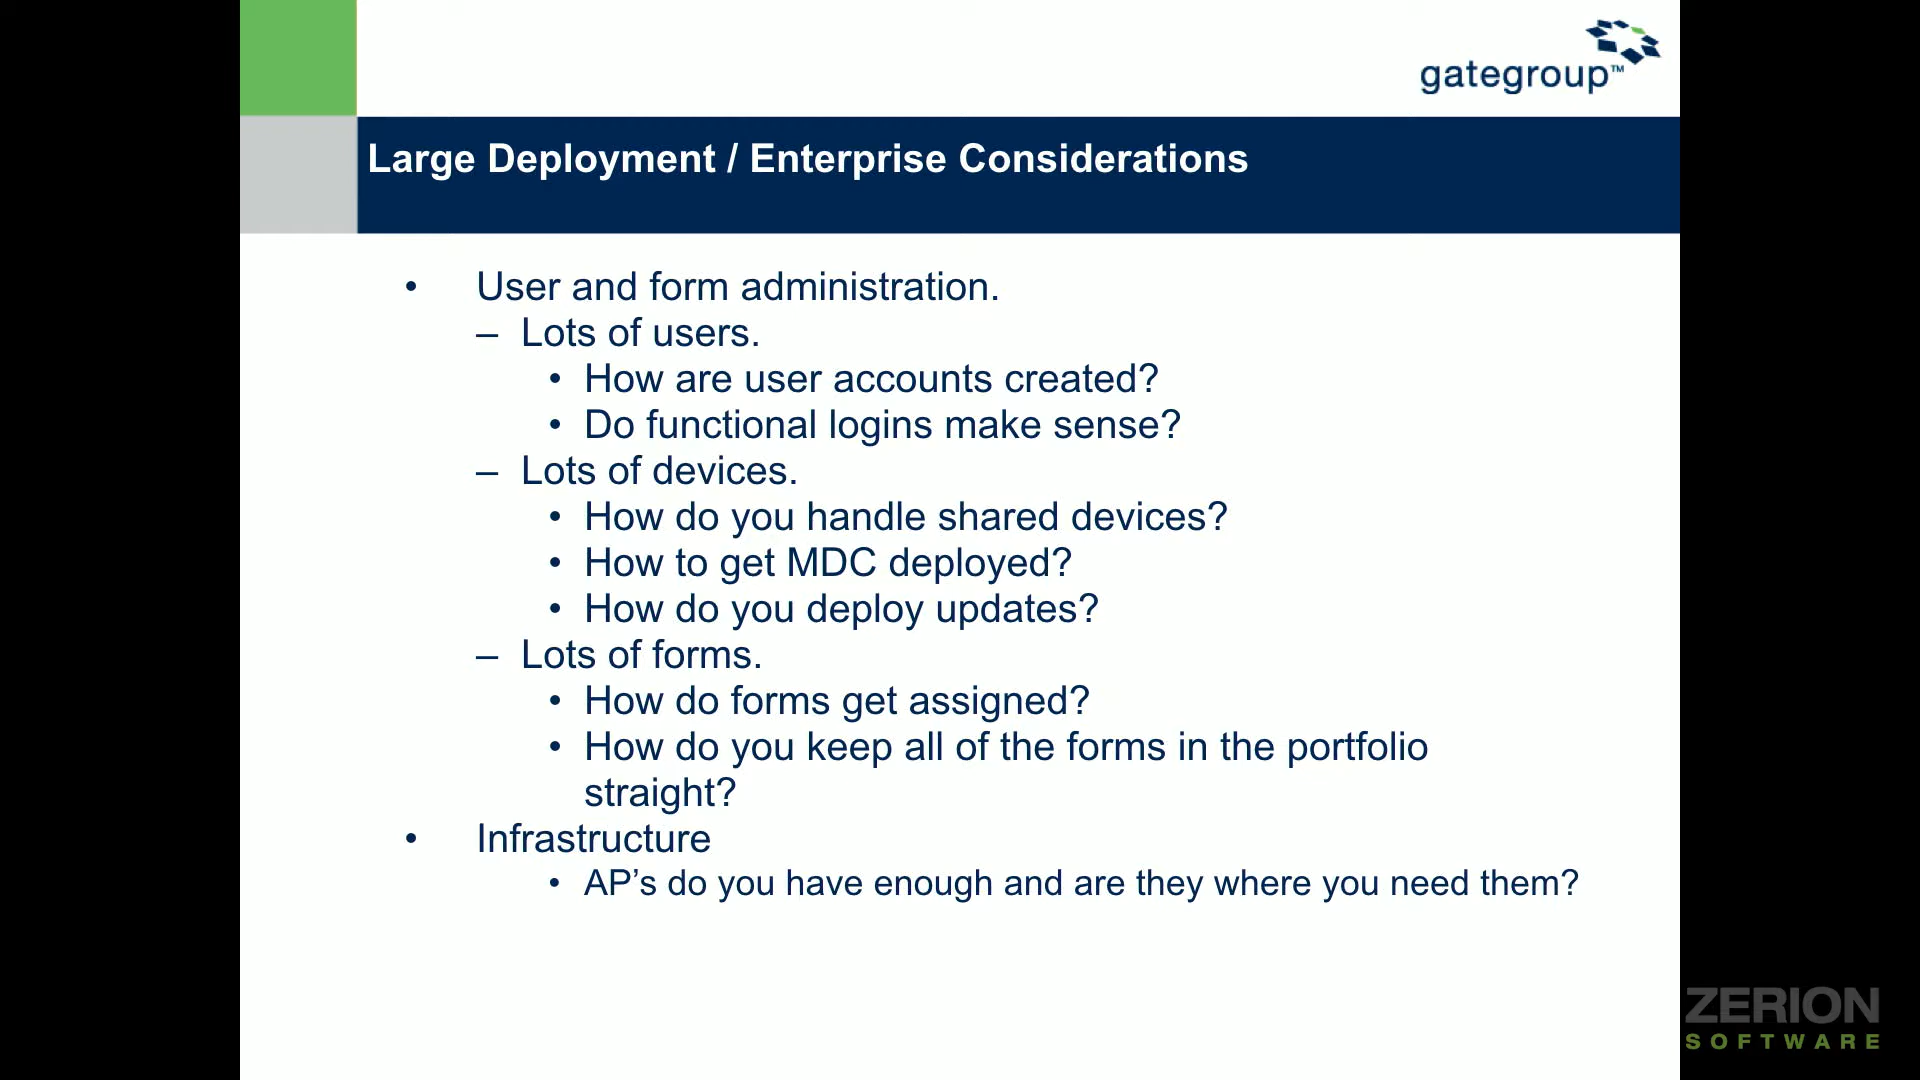 gategroup™
Large Deployment / Enterprise Considerations
• User and form administration.
– Lots of users.
• How are user accounts created?
• Do functional logins make sense?
– Lots of devices.
• How do you handle shared devices?
• How to get MDC deployed?
• How do you deploy updates?
– Lots of forms.
• How do forms get assigned?
• How do you keep all of the forms in the portfolio
straight?
• Infrastructure
• AP’s do you have enough and are they where you need them?
ZERION
SOFTWARE